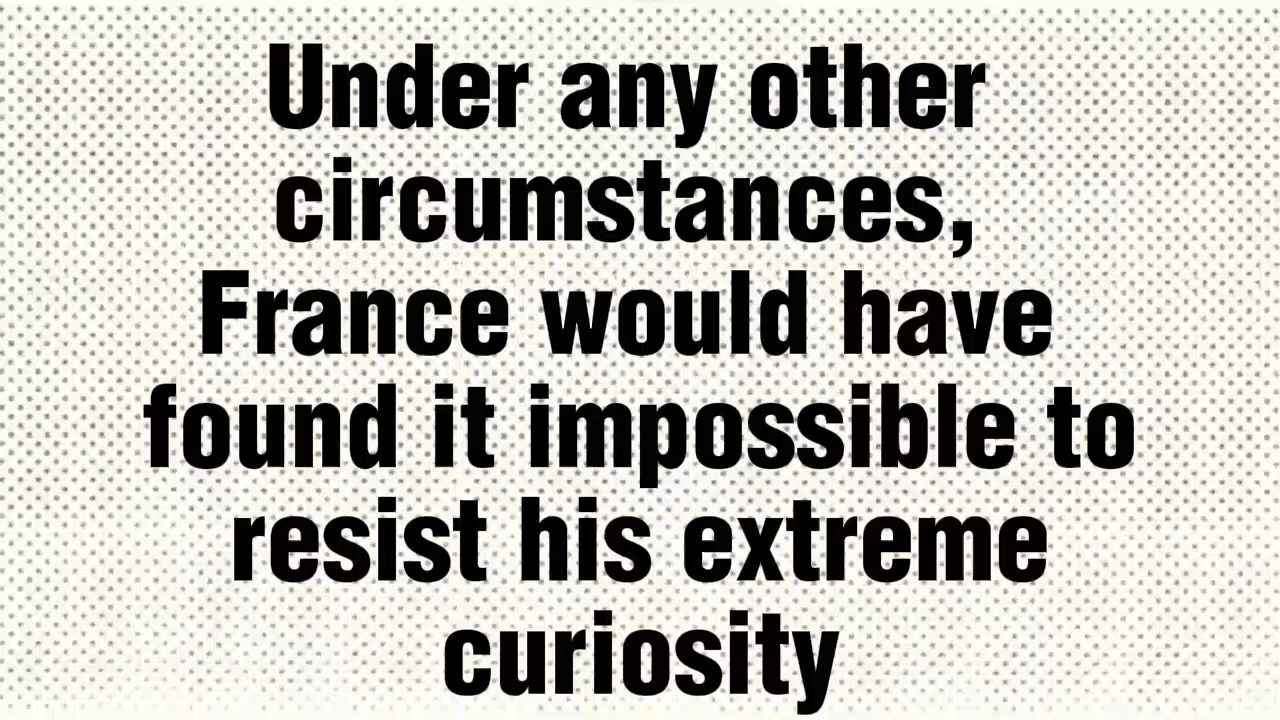 Under any other
circumstances,
France would have
found it impossible to
resist his extreme
curiosity